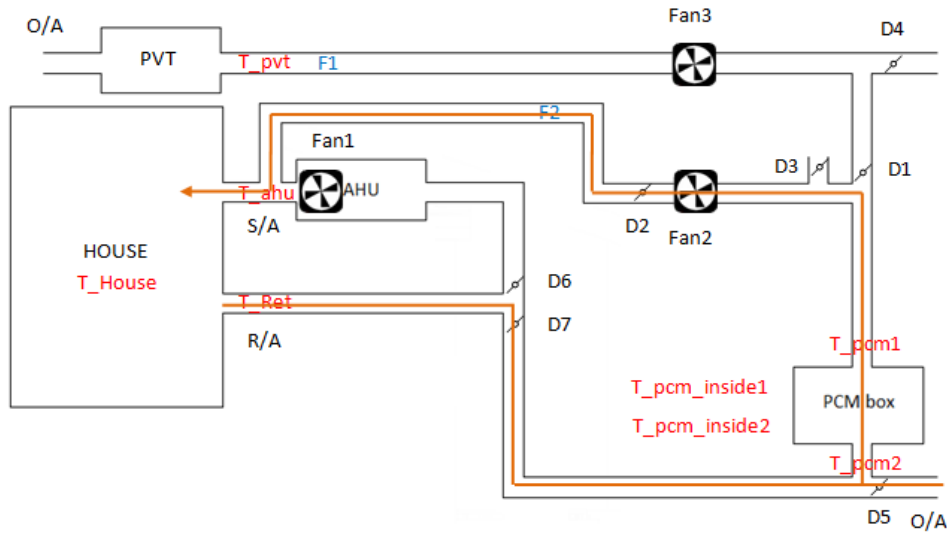 O/A
Fan3
D4
PVT
T_pvt
F1
F2
Fan1
D3
D1
T_ahu
AHU
D2
S/A
Fan2
HOUSE
T_House
D6
T_Ret
D7
R/A
T_pcm1
T_pcm_inside1
PCM box
T_pcm_inside2
T_pcm2
D5
O/A